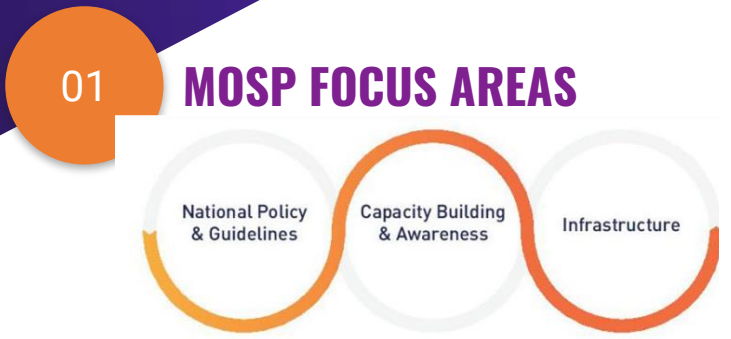 01
MOSP FOCUS AREAS
National Policy
& Guidelines
Capacity Building
& Awareness
Infrastructure